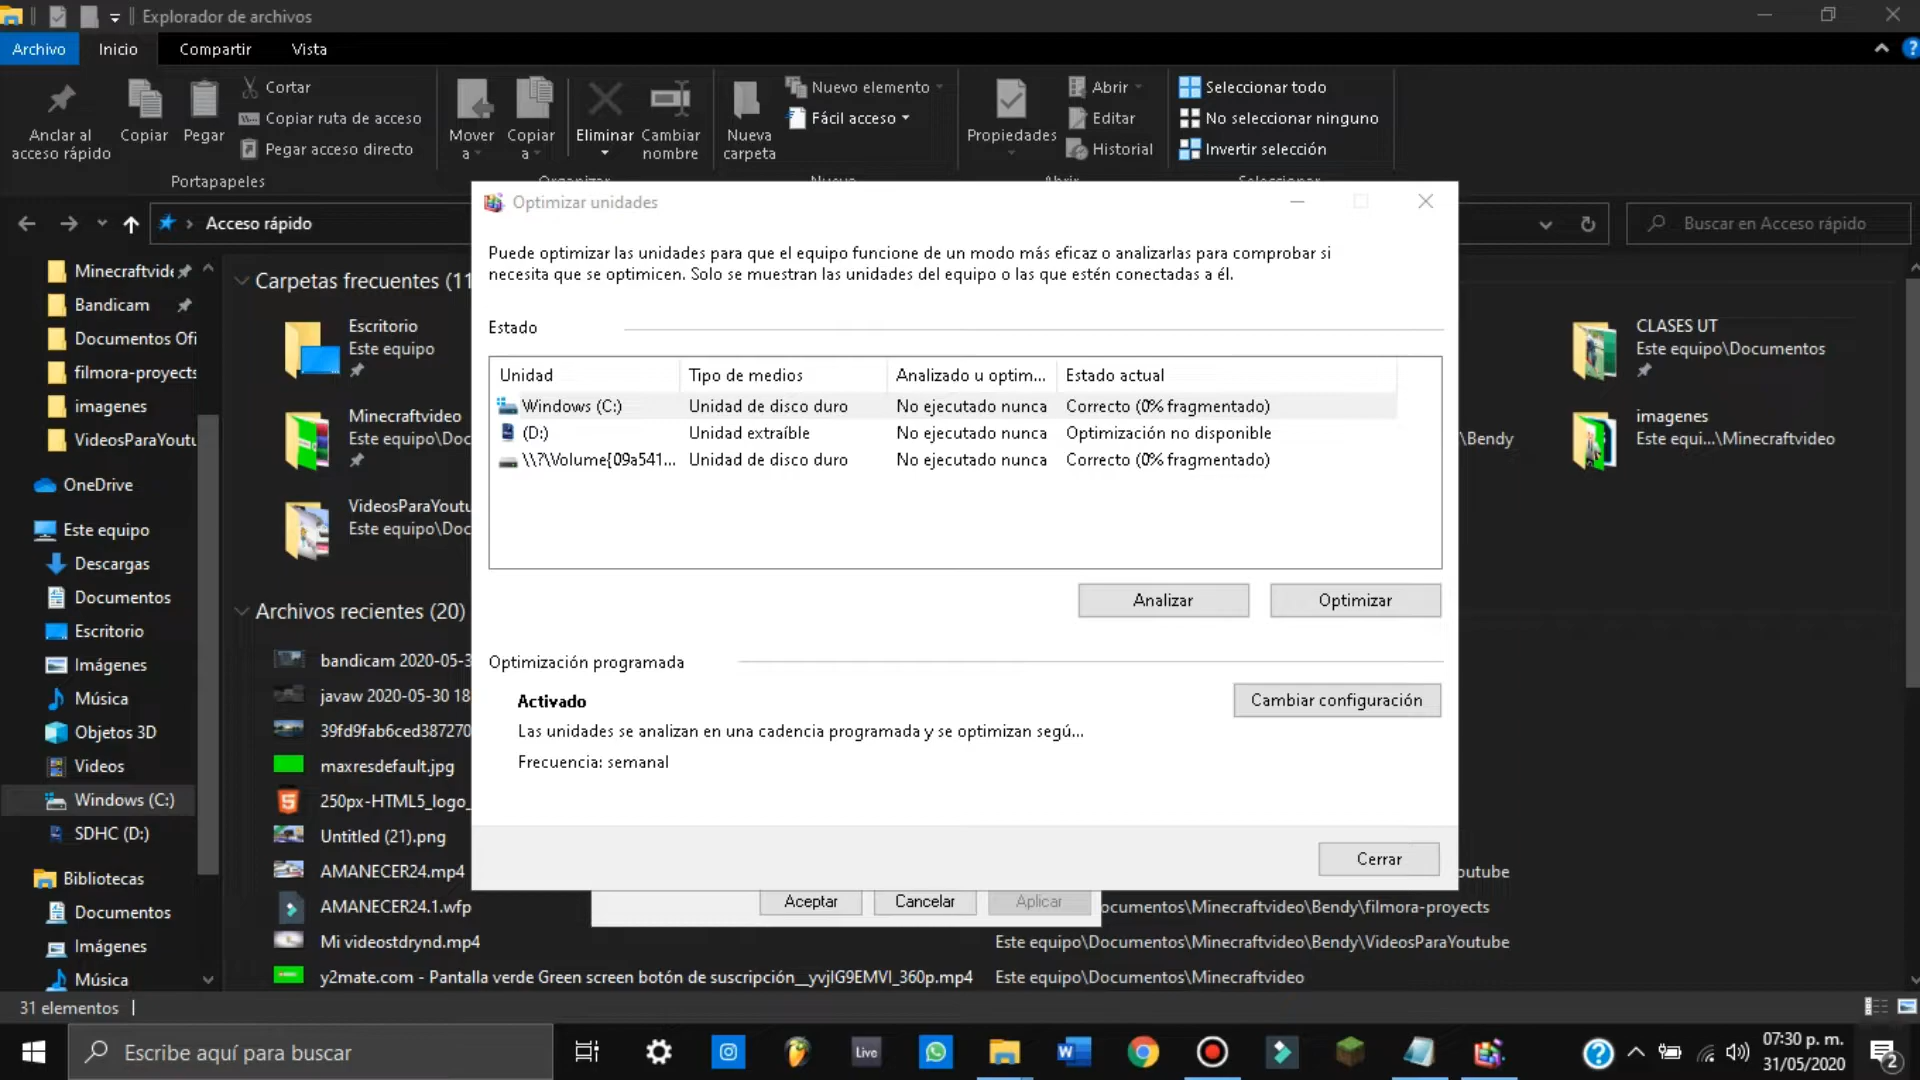 Explorador de archivos
Archivo
Inicio
Compartir
Vista
Anclar al
acceso rápido
Copiar
Pegar
Cortar
Copiar ruta de acceso
Pegar acceso directo
Portapapeles
Mover
a
Copiar
a
Eliminar
Cambiar
nombre
Organizar
Nueva
carpeta
Nuevo elemento
Fácil acceso
Nuevo
Propiedades
Abrir
Editar
Historial
Abrir
Seleccionar todo
No seleccionar ninguno
Invertir selección
Seleccionar
Acceso rápido
Buscar en Acceso rápido
Minecraftvide
Bandicam
Documentos Ofi
filmora-proyects
imagenes
VideosParaYoutu
OneDrive
Este equipo
Descargas
Documentos
Escritorio
Imágenes
Música
Objetos 3D
Videos
Windows (C:)
SDHC (D:)
Bibliotecas
Documentos
Imágenes
Música
Carpetas frecuentes (11
Escritorio
Este equipo
Minecraftvideo
Este equipo\Doc
VideosParaYoutu
Este equipo\Doc
\Bendy
CLASES UT
Este equipo\Documentos
imagenes
Este equi...\Minecraftvideo
Archivos recientes (20)
bandicam 2020-05-3
javaw 2020-05-30 18
39fd9fab6ced387270
maxresdefault.jpg
250px-HTML5_logo_
Untitled (21).png
AMANECER24.mp4
outube
AMANECER24.1.wfp
ocumentos\Minecraftvideo\Bendy\filmora-proyects
Mi videostdrynd.mp4
Este equipo\Documentos\Minecraftvideo\Bendy\VideosParaYoutube
y2mate.com - Pantalla verde Green screen botón de suscripción__yvjlG9EMVl_360p.mp4
Este equipo\Documentos\Minecraftvideo
Optimizar unidades
Puede optimizar las unidades para que el equipo funcione de un modo más eficaz o analizarlas para comprobar si
necesita que se optimicen. Solo se muestran las unidades del equipo o las que estén conectadas a él.
Estado
Unidad Tipo de medios Analizado u optim... Estado actual
Windows (C:) Unidad de disco duro No ejecutado nunca Correcto (0% fragmentado)
(D:) Unidad extraíble No ejecutado nunca Optimización no disponible
\\?\Volume{09a541... Unidad de disco duro No ejecutado nunca Correcto (0% fragmentado)
Analizar
Optimizar
Optimización programada
Activado
Cambiar configuración
Las unidades se analizan en una cadencia programada y se optimizan segú...
Frecuencia: semanal
Cerrar
Aceptar
Cancelar
Aplicar
31 elementos
Escribe aquí para buscar
Live
07:30 p. m.
31/05/2020
2